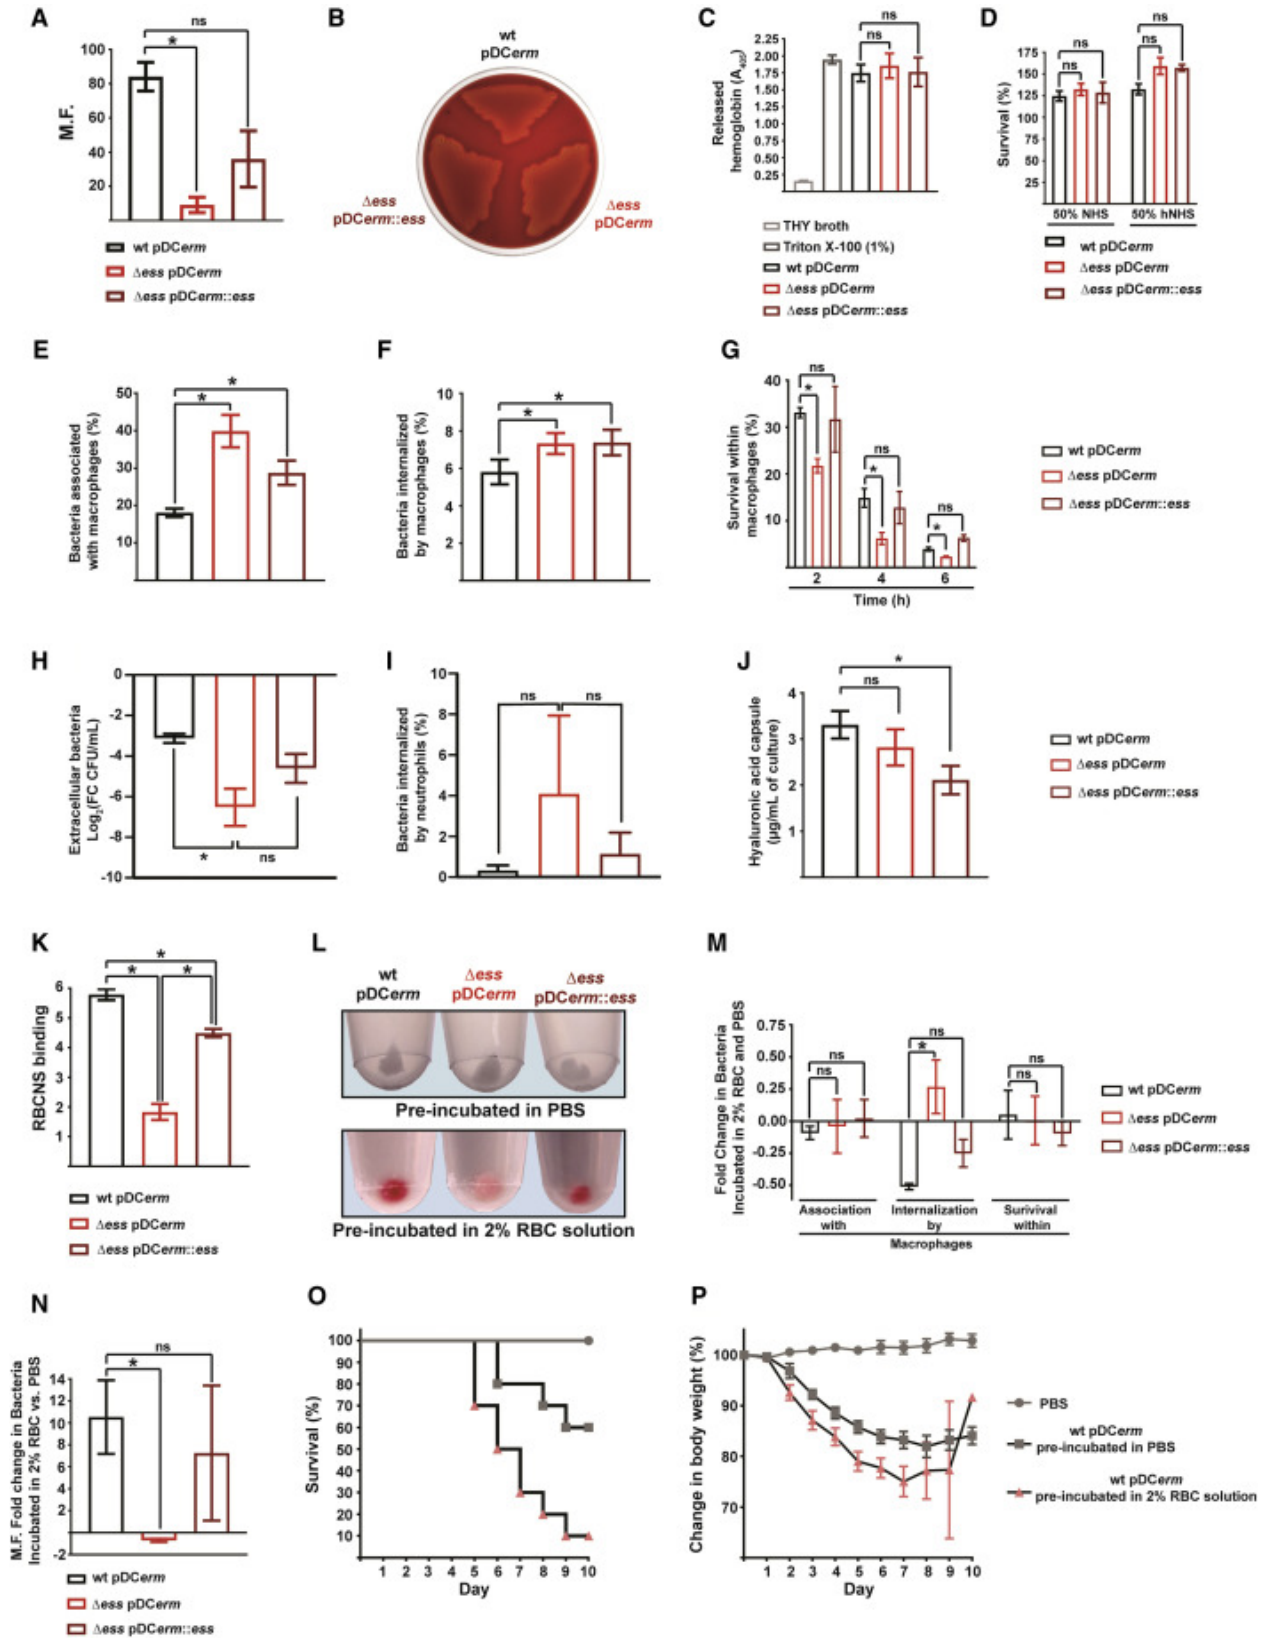 A
M.F.
100
80
60
40
20
ns
*
wt pDCerm
Δess pDCerm
Δess pDCerm::ess
B
wt
pDCerm
Δess
pDCerm::ess
Δess
pDCerm
C
Released
hemoglobin (A405)
2.25
2.00
1.75
1.50
1.25
1.00
0.75
0.50
0.25
ns
ns
THY broth
Triton X-100 (1%)
wt pDCerm
Δess pDCerm
Δess pDCerm::ess
D
Survival (%)
175
150
125
100
75
50
25
ns
ns
ns
ns
50% NHS
50% hNHS
wt pDCerm
Δess pDCerm
Δess pDCerm::ess
E
Bacteria associated
with macrophages (%)
50
40
30
20
10
*
*
F
Bacteria internalized
by macrophages (%)
10
8
6
4
2
*
*
G
Survival within
macrophages (%)
40
30
20
10
ns
*
ns
*
ns
*
2
4
6
Time (h)
wt pDCerm
Δess pDCerm
Δess pDCerm::ess
H
Extracellular bacteria
Log2(FC CFU/mL)
0
-2
-4
-6
-8
-10
*
ns
I
Bacteria internalized
by neutrophils (%)
10
8
6
4
2
0
ns
ns
J
Hyaluronic acid capsule
(µg/mL of culture)
4
3
2
1
*
ns
wt pDCerm
Δess pDCerm
Δess pDCerm::ess
K
RBCNS binding
6
5
4
3
2
1
*
*
*
wt pDCerm
Δess pDCerm
Δess pDCerm::ess
L
wt
pDCerm
Δess
pDCerm
Δess
pDCerm::ess
Pre-incubated in PBS
Pre-incubated in 2% RBC solution
M
Fold Change in Bacteria
Incubated in 2% RBC and PBS
0.75
0.50
0.25
0.00
-0.25
-0.50
ns
ns
ns
*
ns
ns
Association
with
Internalization
by
Surivival
within
Macrophages
wt pDCerm
Δess pDCerm
Δess pDCerm::ess
N
M.F. Fold change in Bacteria
Incubated in 2% RBC vs. PBS
14
12
10
8
6
4
2
-2
ns
*
wt pDCerm
Δess pDCerm
Δess pDCerm::ess
O
Survival (%)
100
90
80
70
60
50
40
30
20
10
1 2 3 4 5 6 7 8 9 10
Day
P
Change in body weight (%)
100
90
80
70
1 2 3 4 5 6 7 8 9 10
Day
PBS
wt pDCerm
pre-incubated in PBS
wt pDCerm
pre-incubated in 2% RBC solution